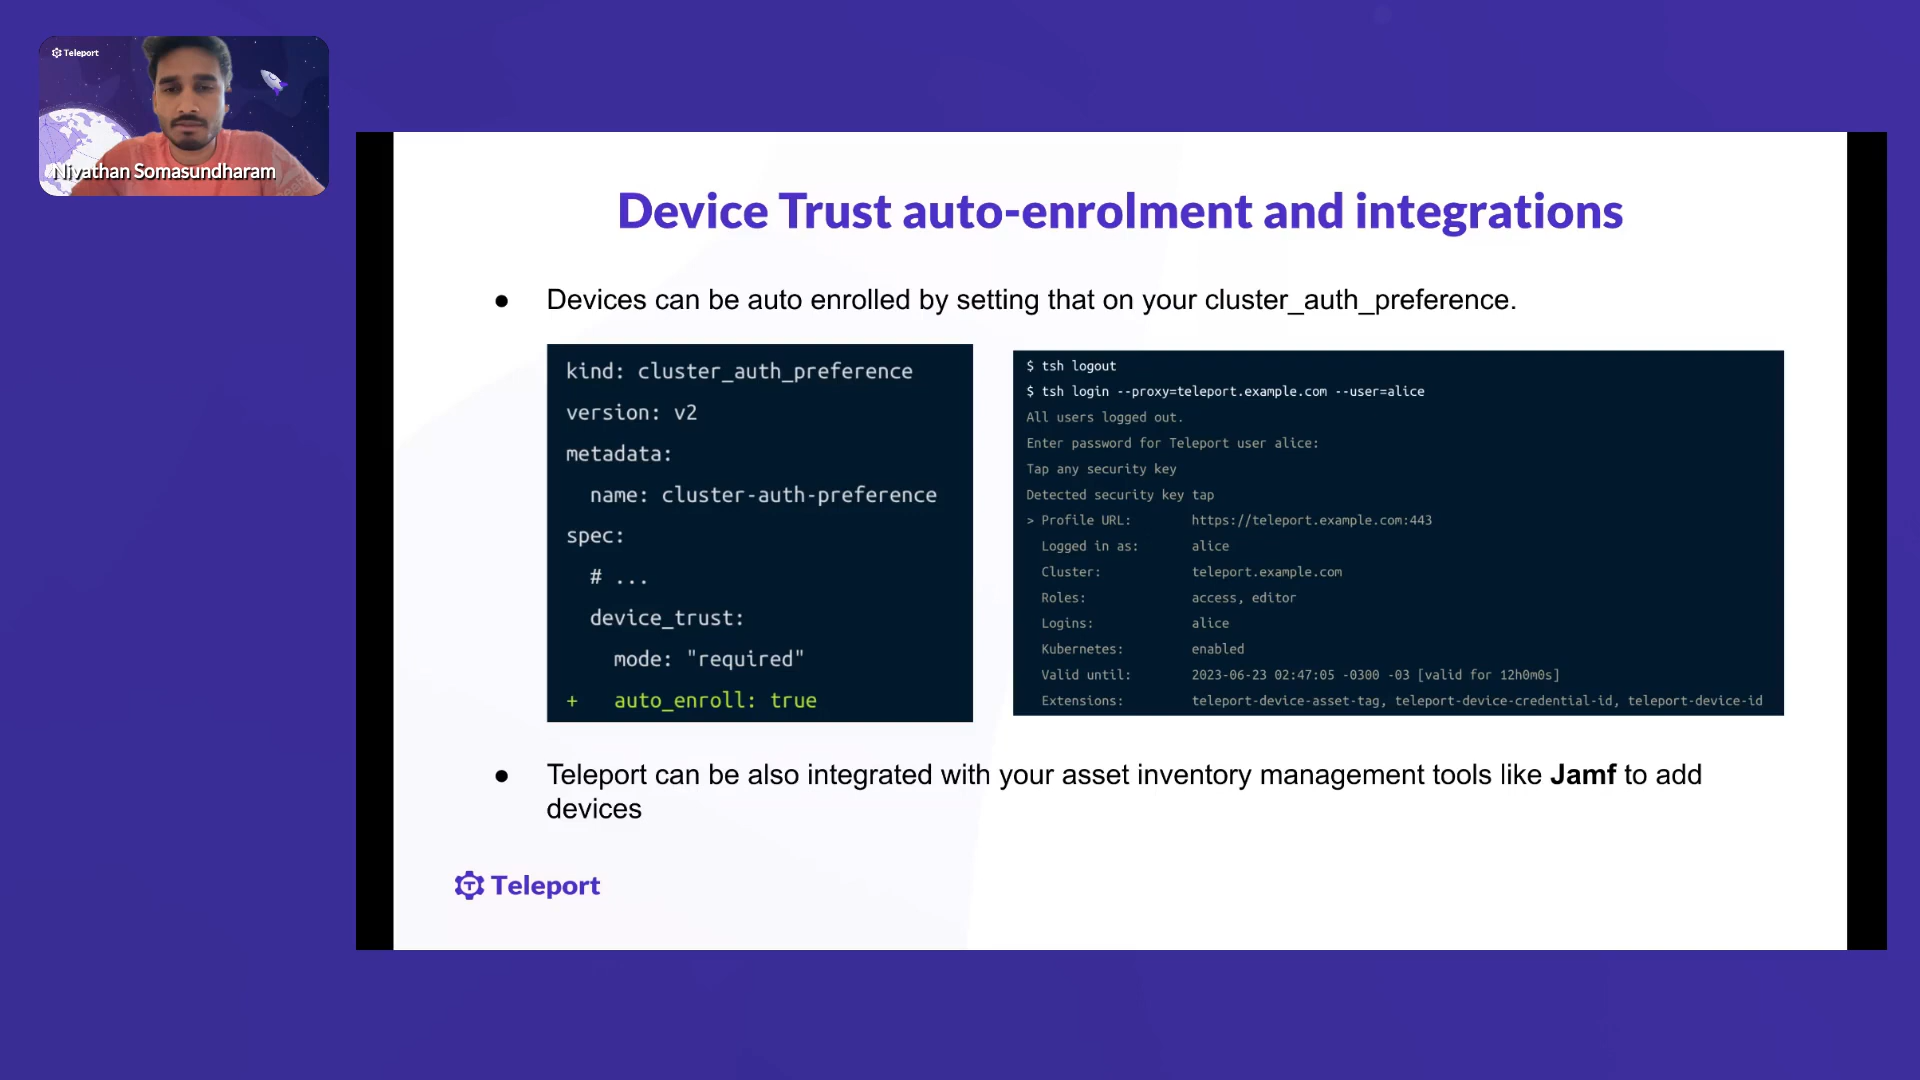 Teleport
Nivathan Somasundharam
Device Trust auto-enrolment and integrations
● Devices can be auto enrolled by setting that on your cluster_auth_preference.
kind: cluster_auth_preference
version: v2
metadata:
name: cluster-auth-preference
spec:
# ...
device_trust:
mode: "required"
+ auto_enroll: true
$ tsh logout
$ tsh login --proxy=teleport.example.com --user=alice
All users logged out.
Enter password for Teleport user alice:
Tap any security key
Detected security key tap
> Profile URL: https://teleport.example.com:443
Logged in as: alice
Cluster: teleport.example.com
Roles: access, editor
Logins: alice
Kubernetes: enabled
Valid until: 2023-06-23 02:47:05 -0300 -03 [valid for 12h0m0s]
Extensions: teleport-device-asset-tag, teleport-device-credential-id, teleport-device-id
● Teleport can be also integrated with your asset inventory management tools like Jamf to add
devices
Teleport